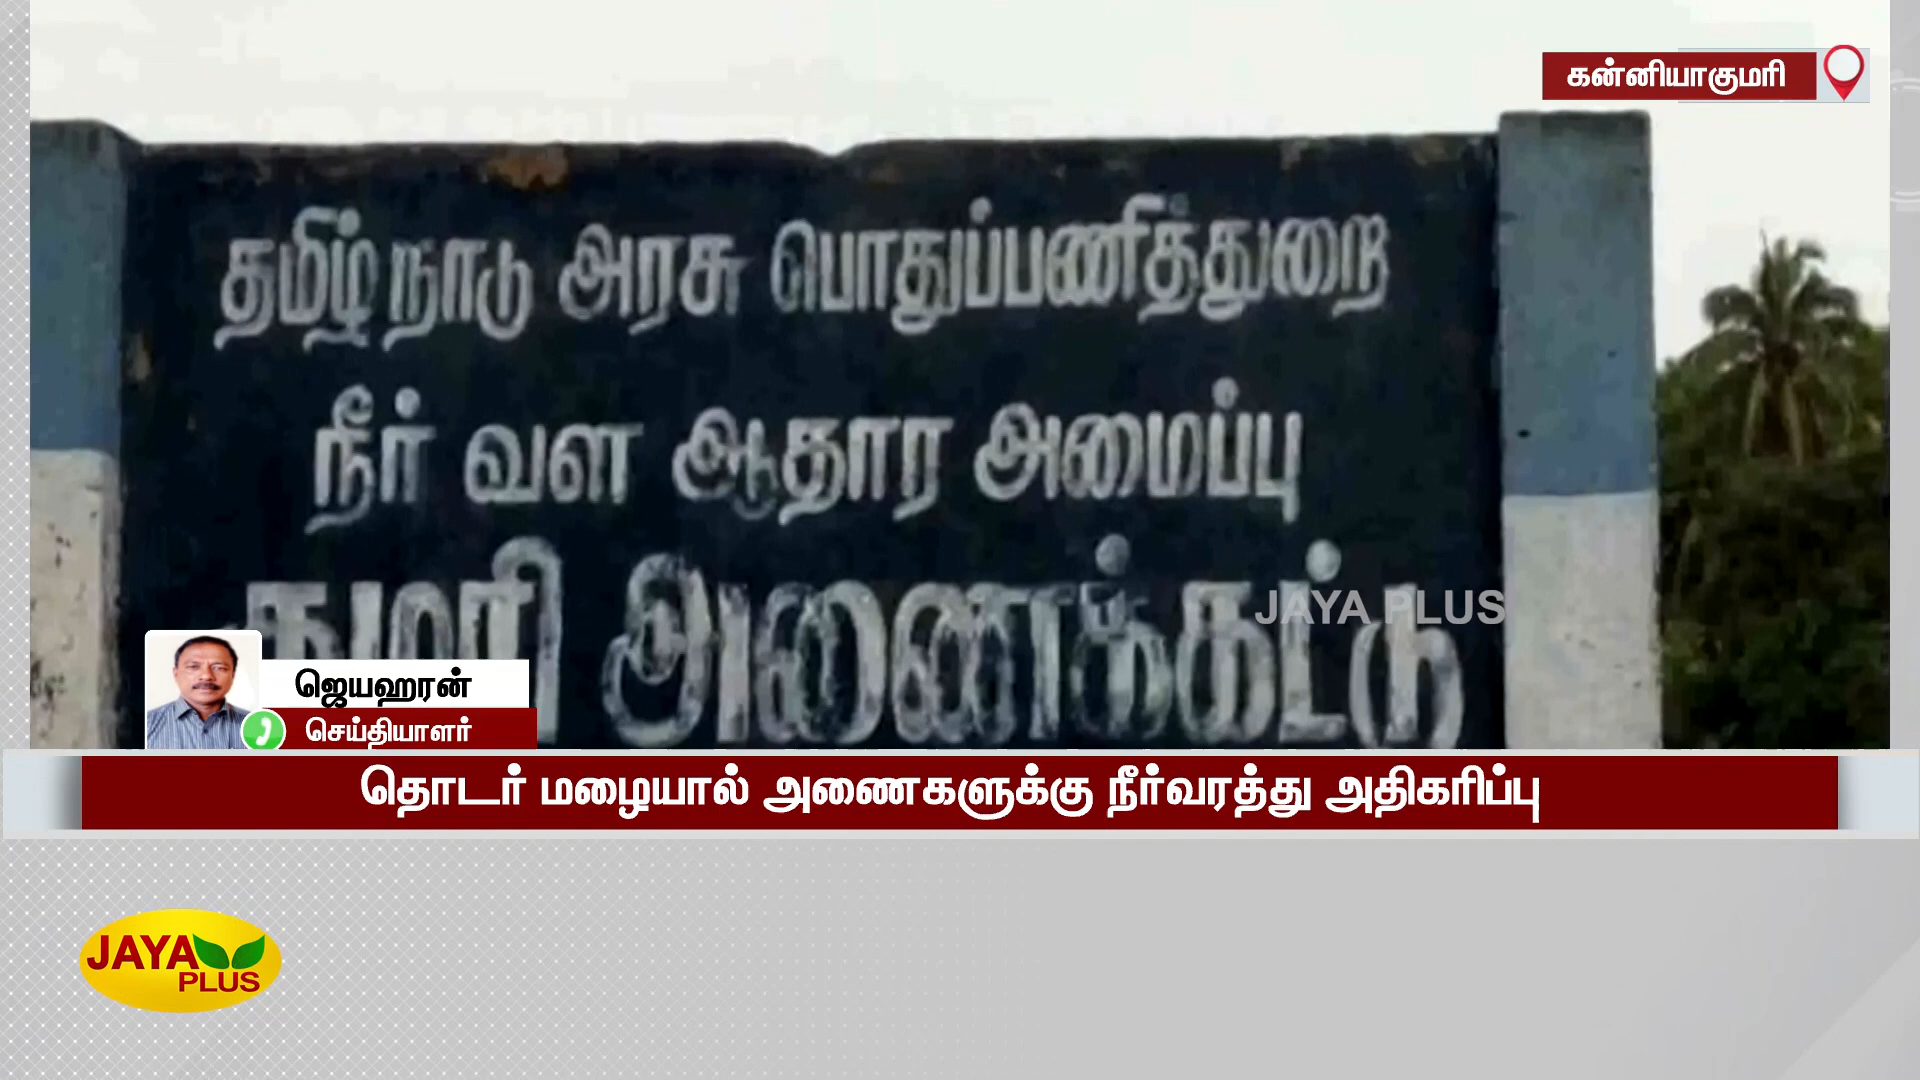 கன்னியாகுமரி
தமிழ்நாடு அரசு பொதுப்பணித்துறை
நீர் வள ஆதார அமைப்பு
குமரி அணைக்கட்டு
JAYA PLUS
ஜெயஹரன்
செய்தியாளர்
தொடர் மழையால் அணைகளுக்கு நீர்வரத்து அதிகரிப்பு
JAYA
PLUS